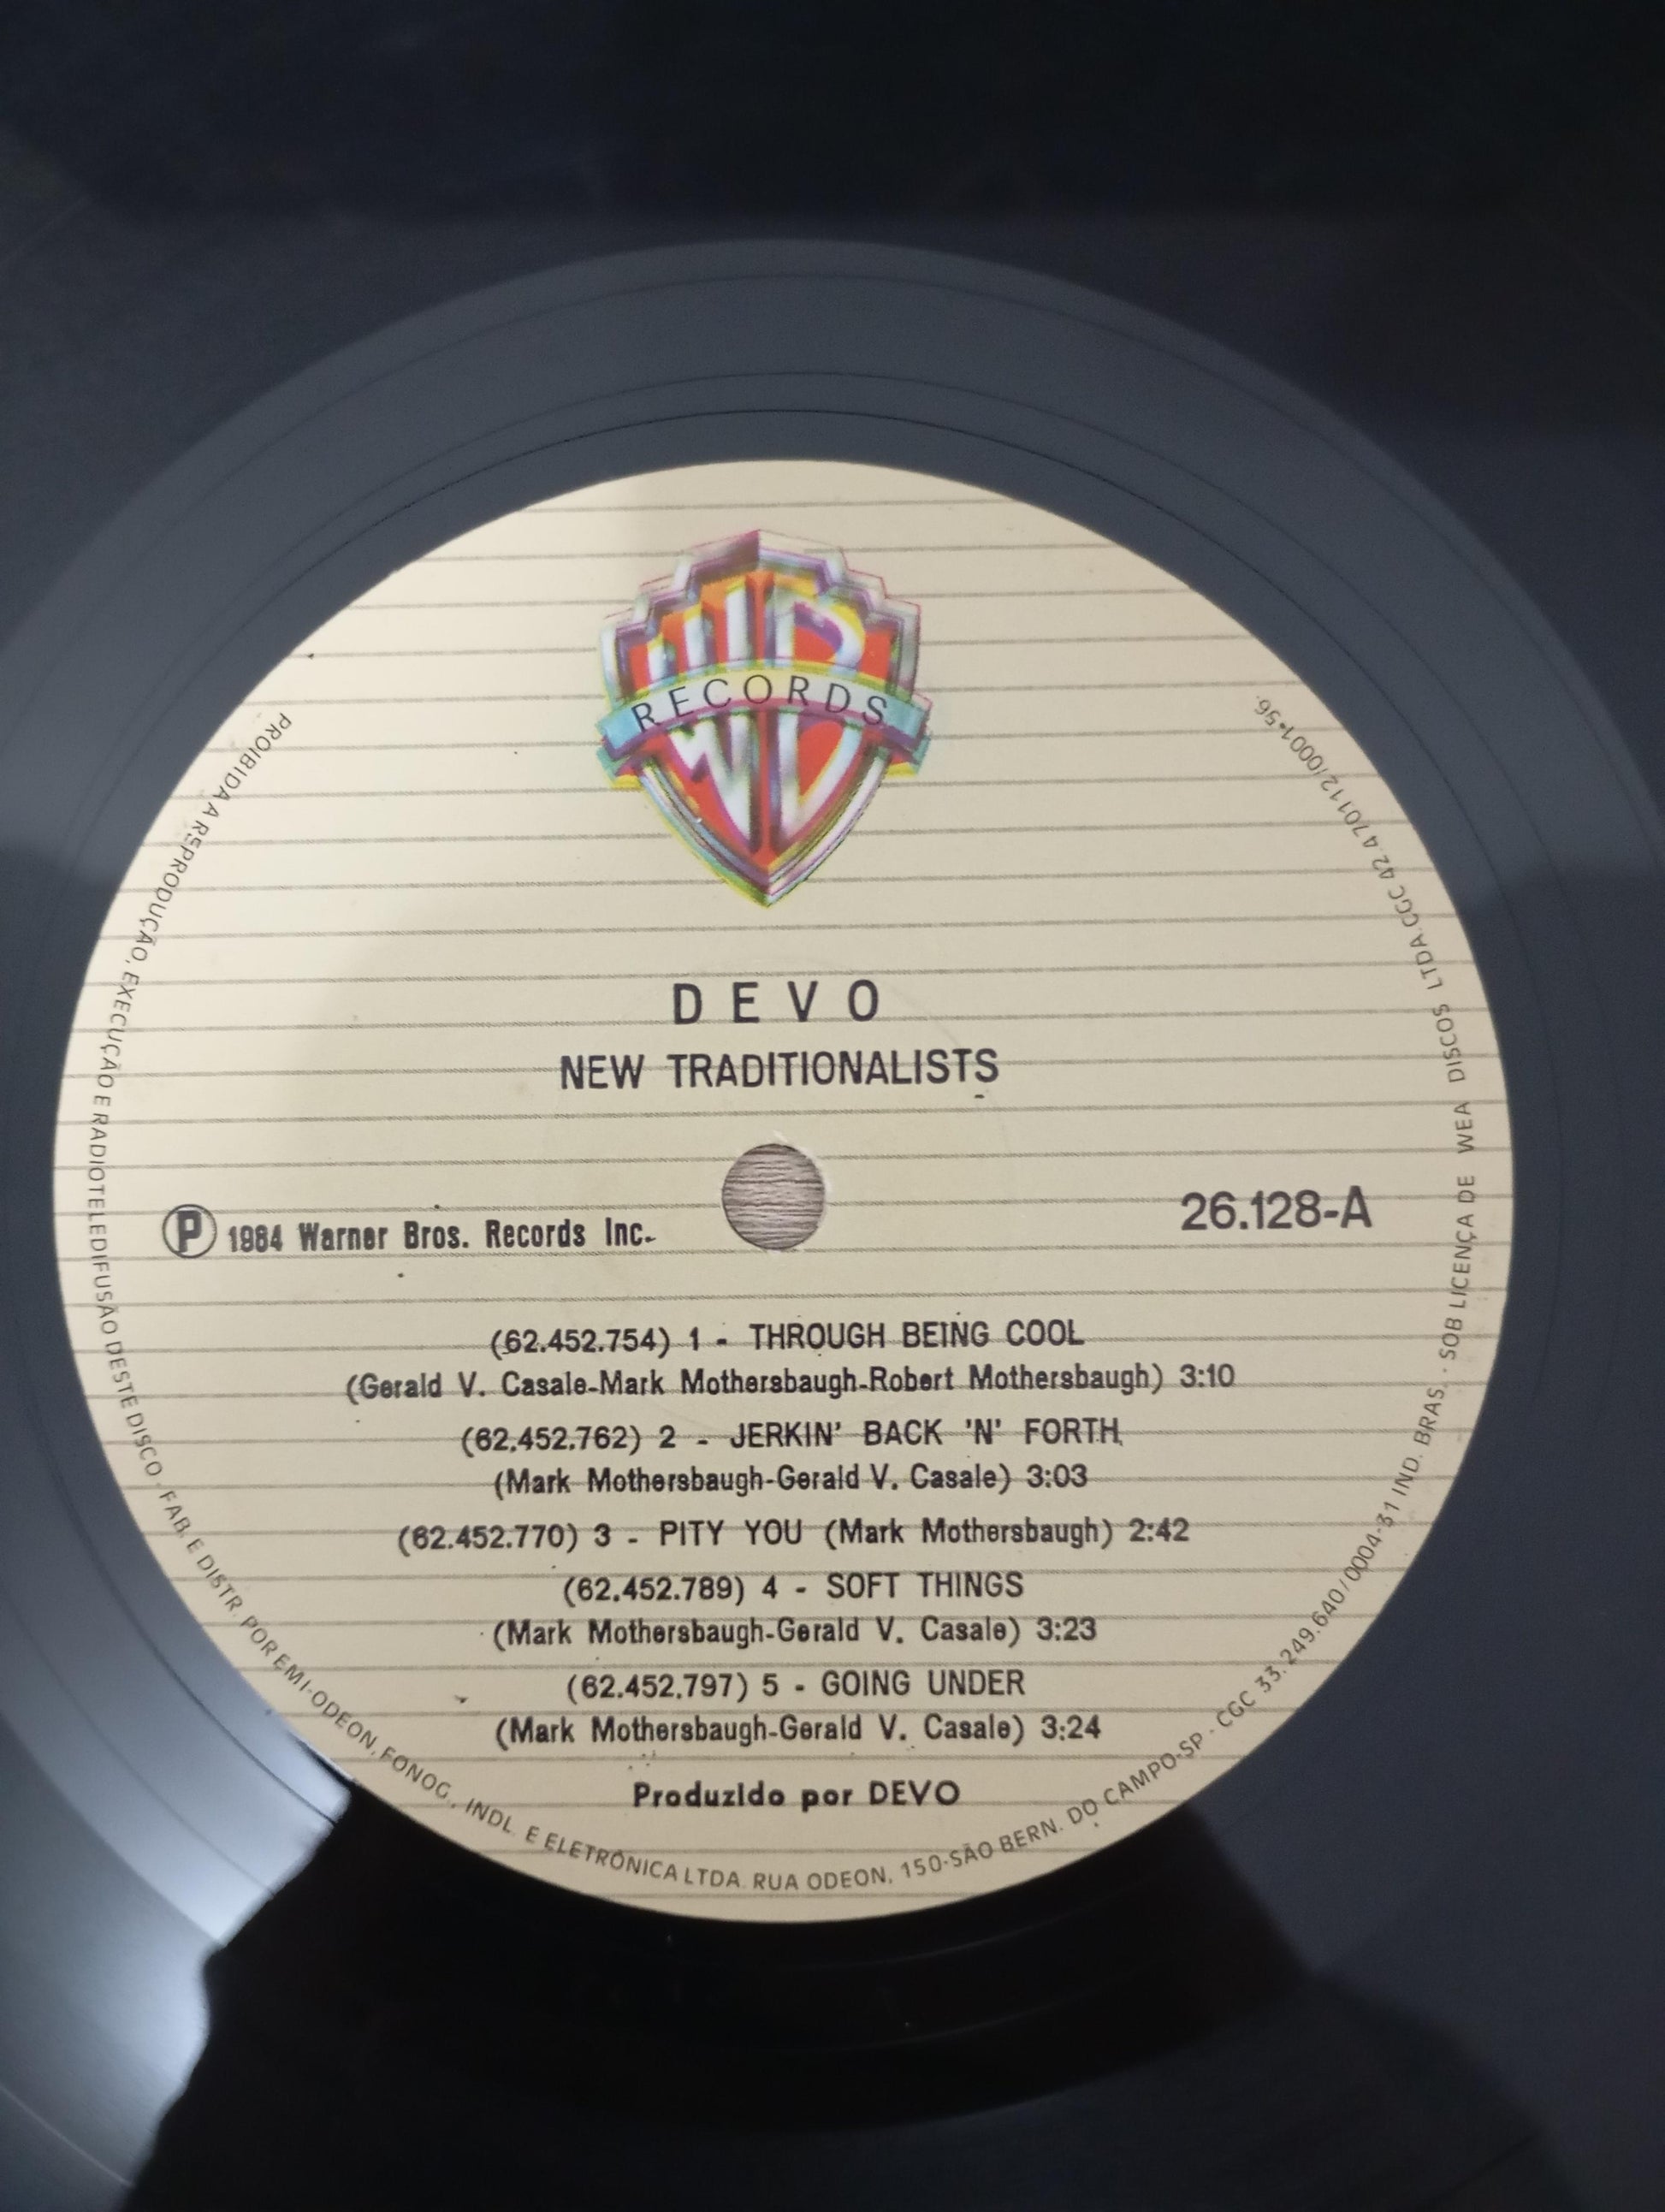 RECORDS
DEVO
NEW TRADITIONALISTS
Ⓟ 1984 Warner Bros. Records Inc.
26.128-A
(62.452.754) 1 - THROUGH BEING COOL
(Gerald V. Casale-Mark Mothersbaugh-Robert Mothersbaugh) 3:10
(62.452.762) 2 - JERKIN' BACK 'N' FORTH
(Mark Mothersbaugh-Gerald V. Casale) 3:03
(62.452.770) 3 - PITY YOU (Mark Mothersbaugh) 2:42
(62.452.789) 4 - SOFT THINGS
(Mark Mothersbaugh-Gerald V. Casale) 3:23
(62.452.797) 5 - GOING UNDER
(Mark Mothersbaugh-Gerald V. Casale) 3:24
Produzido por DEVO
PROIBIDA A REPRODUÇÃO, EXECUÇÃO E RADIOTELEDIFUSÃO DESTE DISCO. FAB. E DISTR. POR EMI-ODEON, FONOG., INDL. E ELETRÔNICA LTDA. RUA ODEON, 150-SÃO BERN. DO CAMPO-SP - CGC 33.249.640/0004-31 IND. BRAS. - SOB LICENÇA DE WEA DISCOS LTDA. CGC 42.470112/0001-56.